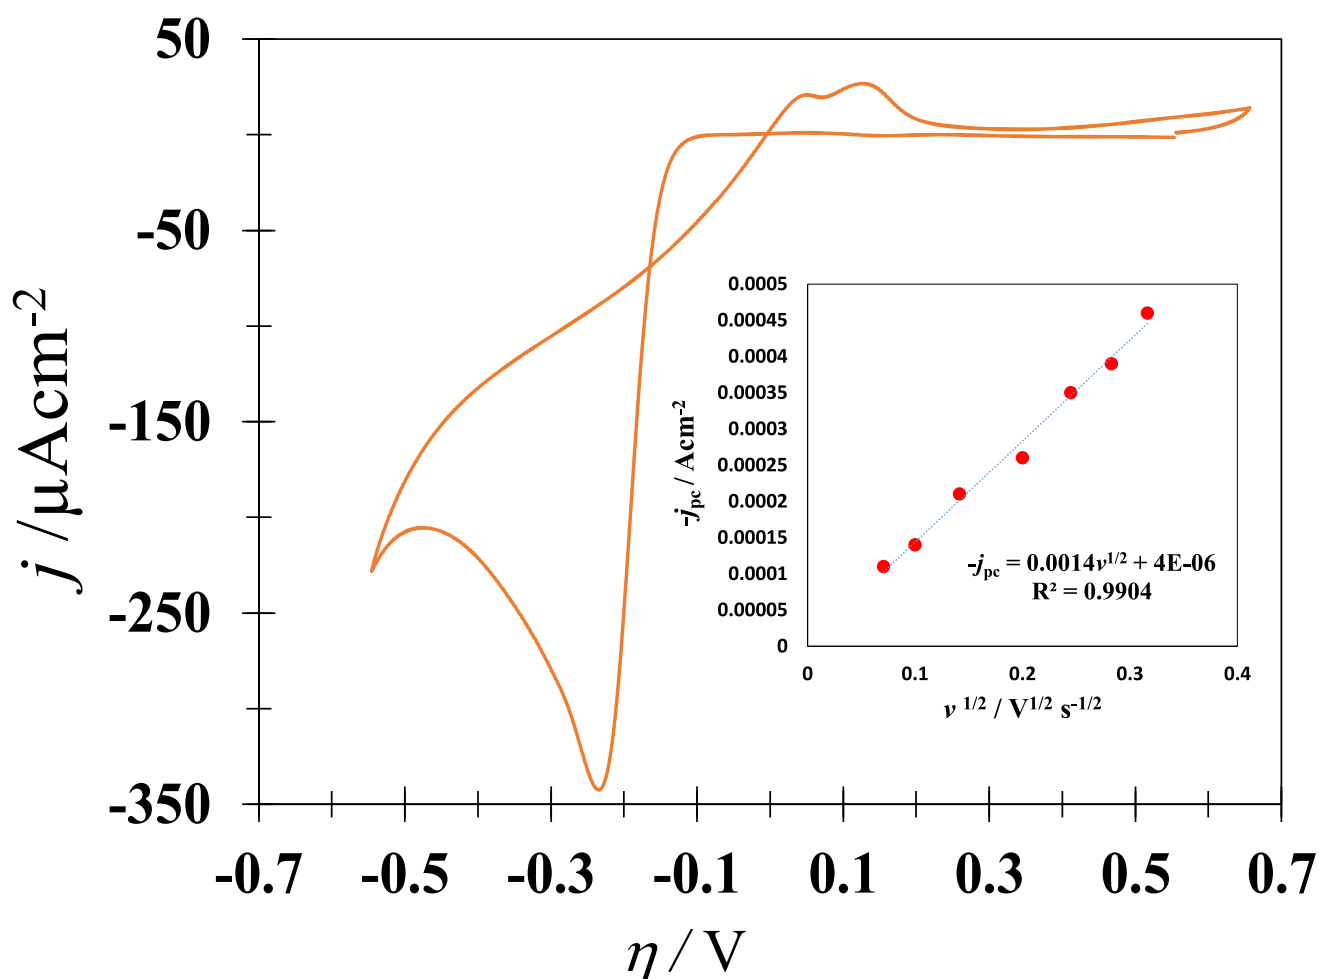 50
-50
-150
-250
-350
j /µAcm-2
-0.7 -0.5 -0.3 -0.1 0.1 0.3 0.5 0.7
η / V
0.0005
0.00045
0.0004
0.00035
0.0003
0.00025
0.0002
0.00015
0.0001
0.00005
0
-jpc / Acm-2
-jpc = 0.0014v1/2 + 4E-06
R² = 0.9904
0 0.1 0.2 0.3 0.4
v 1/2 / V1/2 s-1/2